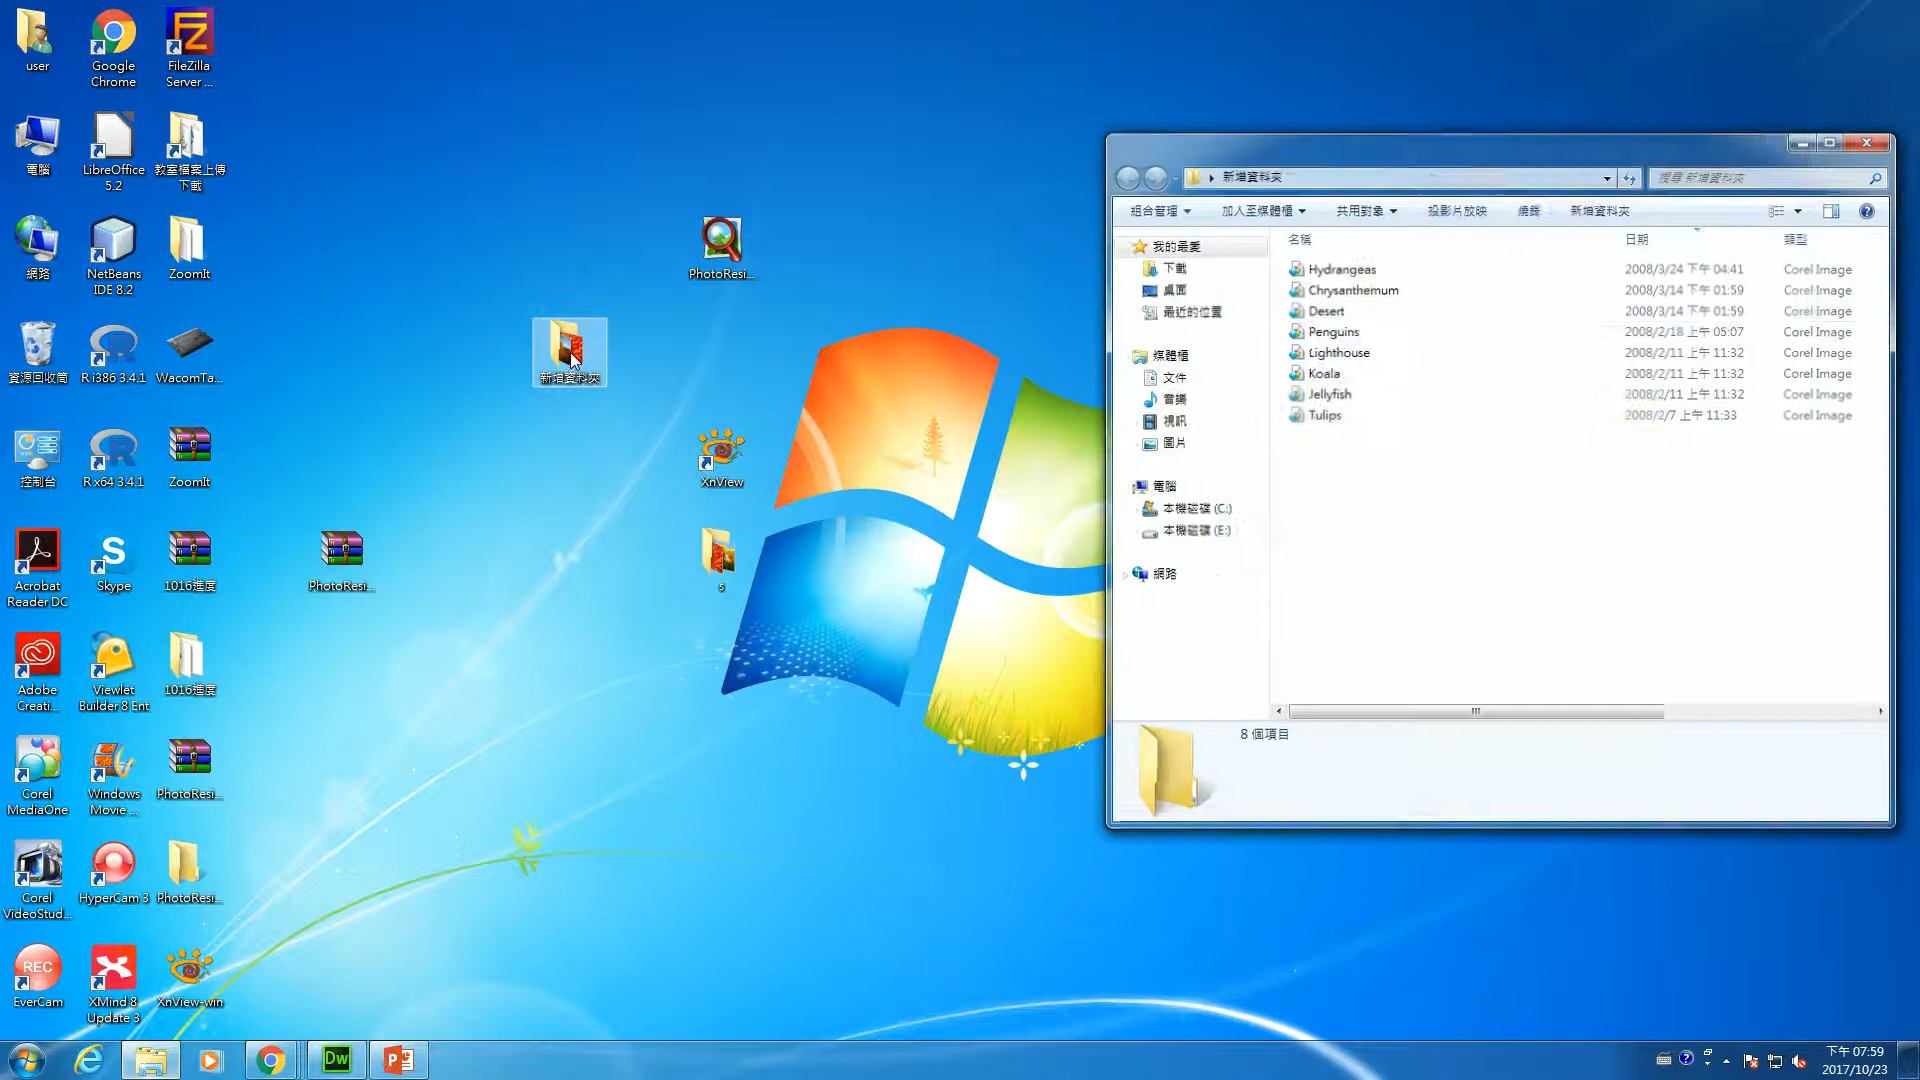 user
Google
Chrome
FileZilla
Server ...
電腦
LibreOffice
5.2
教室檔案上傳
下載
網路
NetBeans
IDE 8.2
ZoomIt
資源回收筒
R i386 3.4.1
WacomTa...
控制台
R x64 3.4.1
ZoomIt
Acrobat
Reader DC
Skype
1016進度
Adobe
Creati...
Viewlet
Builder 8 Ent
1016進度
Corel
MediaOne
Windows
Movie ...
PhotoResi...
Corel
VideoStud...
HyperCam 3
PhotoResi...
REC
EverCam
XMind 8
Update 3
XnView-win
PhotoResi...
PhotoResi...
新增資料夾
XnView
s
新增資料夾
搜尋 新增資料夾
組合管理
加入至媒體櫃
共用對象
投影片放映
燒錄
新增資料夾
我的最愛
下載
桌面
最近的位置
媒體櫃
文件
音樂
視訊
圖片
電腦
本機磁碟 (C:)
本機磁碟 (E:)
網路
名稱 日期 類型
Hydrangeas 2008/3/24 下午 04:41 Corel Image
Chrysanthemum 2008/3/14 下午 01:59 Corel Image
Desert 2008/3/14 下午 01:59 Corel Image
Penguins 2008/2/18 上午 05:07 Corel Image
Lighthouse 2008/2/11 上午 11:32 Corel Image
Koala 2008/2/11 上午 11:32 Corel Image
Jellyfish 2008/2/11 上午 11:32 Corel Image
Tulips 2008/2/7 上午 11:33 Corel Image
8 個項目
Dw
下午 07:59
2017/10/23